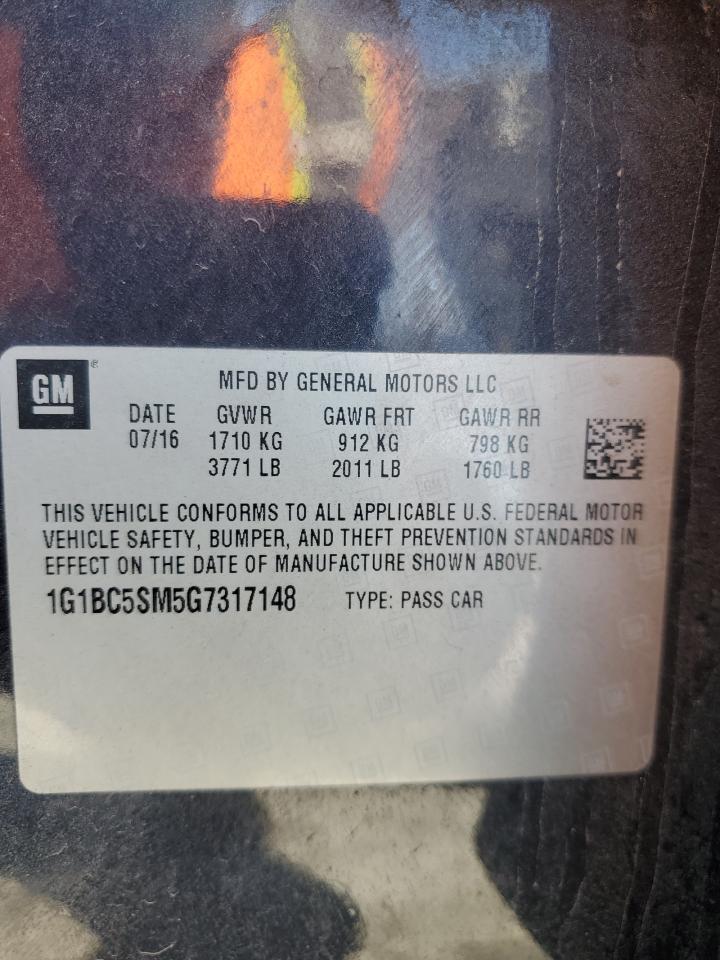 GM
MFD BY GENERAL MOTORS LLC
DATE GVWR GAWR FRT GAWR RR
07/16 1710 KG 912 KG 798 KG
3771 LB 2011 LB 1760 LB
THIS VEHICLE CONFORMS TO ALL APPLICABLE U.S. FEDERAL MOTOR
VEHICLE SAFETY, BUMPER, AND THEFT PREVENTION STANDARDS IN
EFFECT ON THE DATE OF MANUFACTURE SHOWN ABOVE.
1G1BC5SM5G7317148 TYPE: PASS CAR